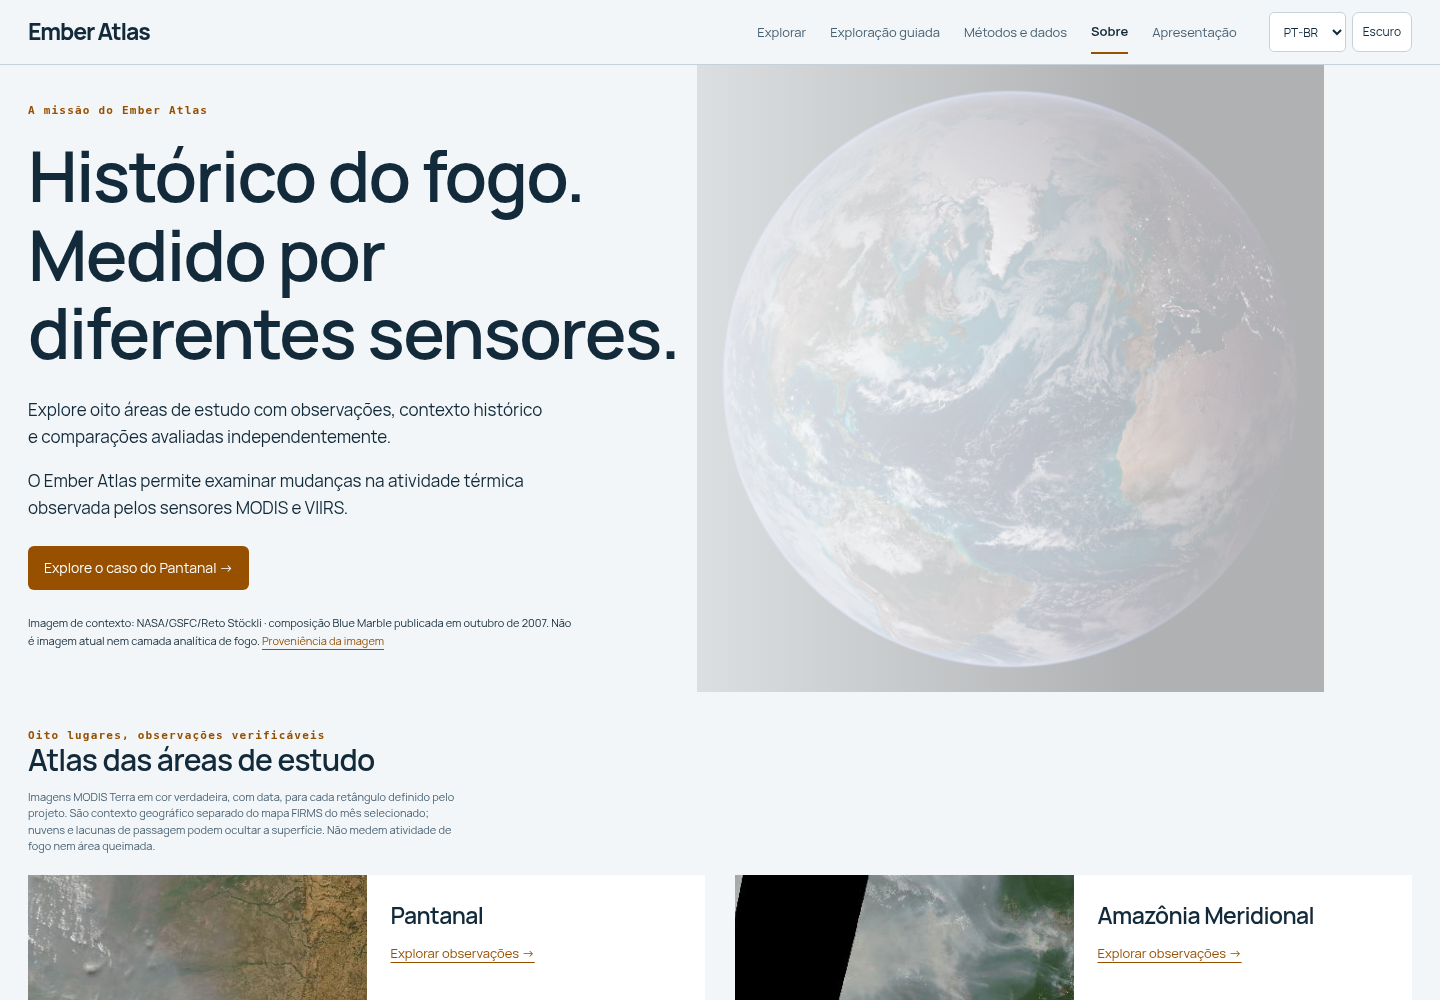 Ember Atlas
Explorar
Exploração guiada
Métodos e dados
Sobre
Apresentação
PT-BR
Escuro
A missão do Ember Atlas
Histórico do fogo.
Medido por
diferentes sensores.
Explore oito áreas de estudo com observações, contexto histórico
e comparações avaliadas independentemente.
O Ember Atlas permite examinar mudanças na atividade térmica
observada pelos sensores MODIS e VIIRS.
Explore o caso do Pantanal →
Imagem de contexto: NASA/GSFC/Reto Stöckli · composição Blue Marble publicada em outubro de 2007. Não
é imagem atual nem camada analítica de fogo. Proveniência da imagem
Oito lugares, observações verificáveis
Atlas das áreas de estudo
Imagens MODIS Terra em cor verdadeira, com data, para cada retângulo definido pelo
projeto. São contexto geográfico separado do mapa FIRMS do mês selecionado;
nuvens e lacunas de passagem podem ocultar a superfície. Não medem atividade de
fogo nem área queimada.
Pantanal
Explorar observações →
Amazônia Meridional
Explorar observações →